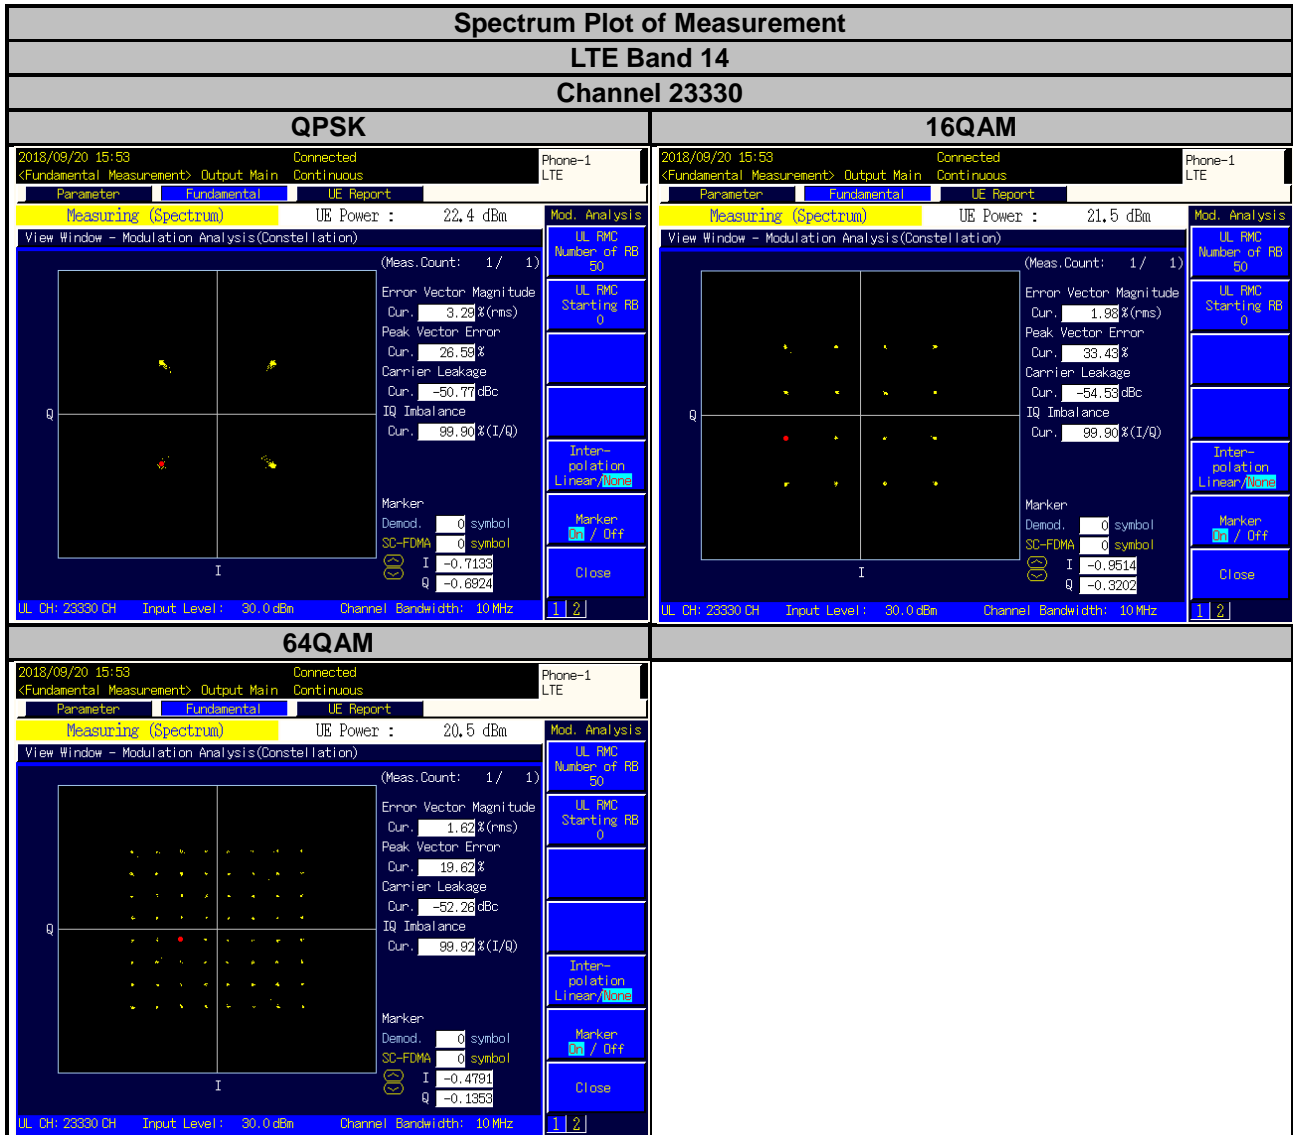 Spectrum Plot of Measurement
LTE Band 14
Channel 23330
QPSK
2018/09/20 15:53 Connected
<Fundamental Measurement> Output Main Continuous
Phone-1
LTE
Parameter Fundamental UE Report
Measuring (Spectrum) UE Power : 22.4 dBm
Mod. Analysis
View Window - Modulation Analysis(Constellation)
(Meas.Count: 1/ 1)
Error Vector Magnitude
Cur. 3.29 %(rms)
Peak Vector Error
Cur. 26.59 %
Carrier Leakage
Cur. -50.77 dBc
IQ Imbalance
Cur. 99.90 %(I/Q)
Marker
Demod. 0 symbol
SC-FDMA 0 symbol
I -0.7133
Q -0.6924
Q
I
UL RMC
Number of RB
50
UL RMC
Starting RB
0
Inter-
polation
Linear/None
Marker
On / Off
Close
UL CH: 23330 CH Input Level: 30.0 dBm Channel Bandwidth: 10 MHz
1 2
16QAM
2018/09/20 15:53 Connected
<Fundamental Measurement> Output Main Continuous
Phone-1
LTE
Parameter Fundamental UE Report
Measuring (Spectrum) UE Power : 21.5 dBm
Mod. Analysis
View Window - Modulation Analysis(Constellation)
(Meas.Count: 1/ 1)
Error Vector Magnitude
Cur. 1.98 %(rms)
Peak Vector Error
Cur. 33.43 %
Carrier Leakage
Cur. -54.53 dBc
IQ Imbalance
Cur. 99.90 %(I/Q)
Marker
Demod. 0 symbol
SC-FDMA 0 symbol
I -0.9514
Q -0.3202
Q
I
UL RMC
Number of RB
50
UL RMC
Starting RB
0
Inter-
polation
Linear/None
Marker
On / Off
Close
UL CH: 23330 CH Input Level: 30.0 dBm Channel Bandwidth: 10 MHz
1 2
64QAM
2018/09/20 15:53 Connected
<Fundamental Measurement> Output Main Continuous
Phone-1
LTE
Parameter Fundamental UE Report
Measuring (Spectrum) UE Power : 20.5 dBm
Mod. Analysis
View Window - Modulation Analysis(Constellation)
(Meas.Count: 1/ 1)
Error Vector Magnitude
Cur. 1.62 %(rms)
Peak Vector Error
Cur. 19.62 %
Carrier Leakage
Cur. -52.26 dBc
IQ Imbalance
Cur. 99.92 %(I/Q)
Marker
Demod. 0 symbol
SC-FDMA 0 symbol
I -0.4791
Q -0.1353
Q
I
UL RMC
Number of RB
50
UL RMC
Starting RB
0
Inter-
polation
Linear/None
Marker
On / Off
Close
UL CH: 23330 CH Input Level: 30.0 dBm Channel Bandwidth: 10 MHz
1 2